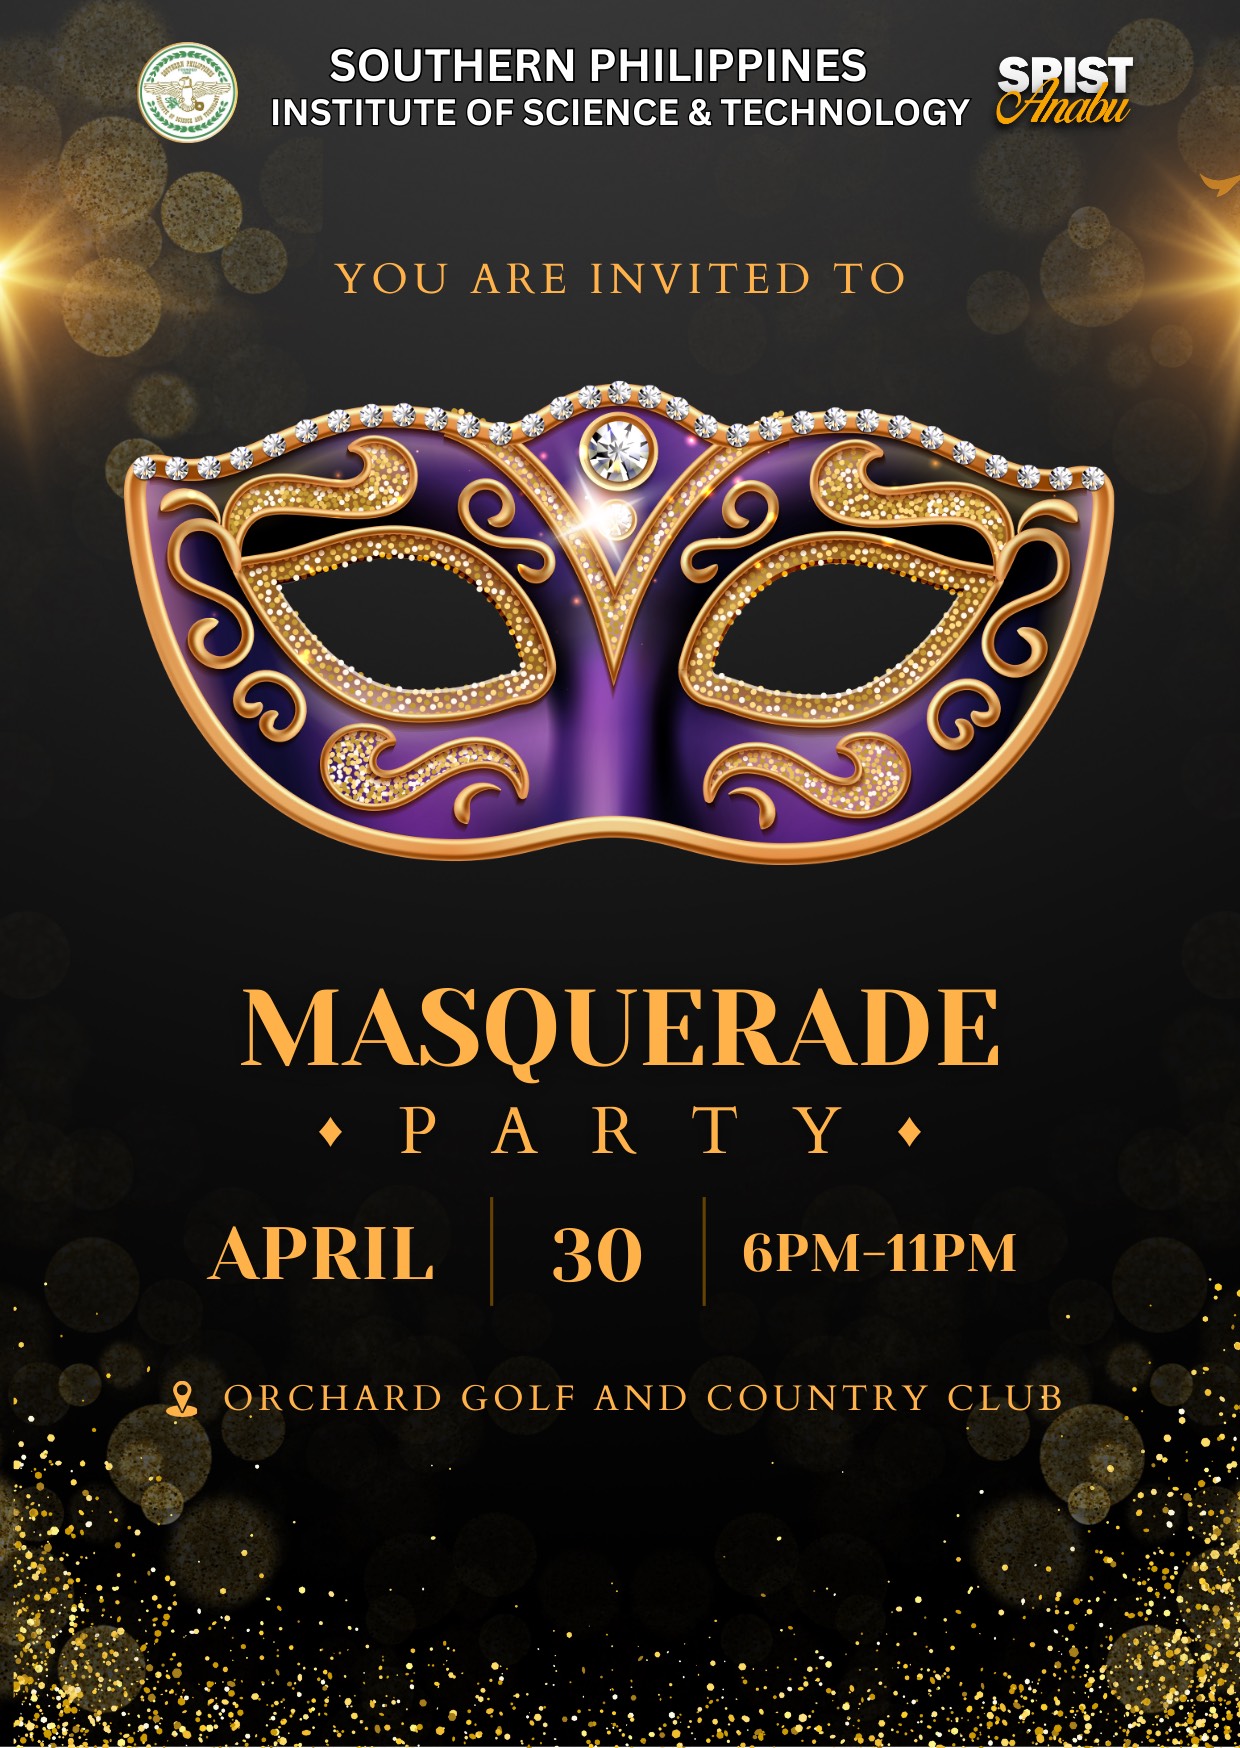 SOUTHERN PHILIPPINES
INSTITUTE OF SCIENCE & TECHNOLOGY
SPIST
Anabu
YOU ARE INVITED TO
MASQUERADE
♦ PARTY ♦
APRIL | 30 | 6PM–11PM
ORCHARD GOLF AND COUNTRY CLUB